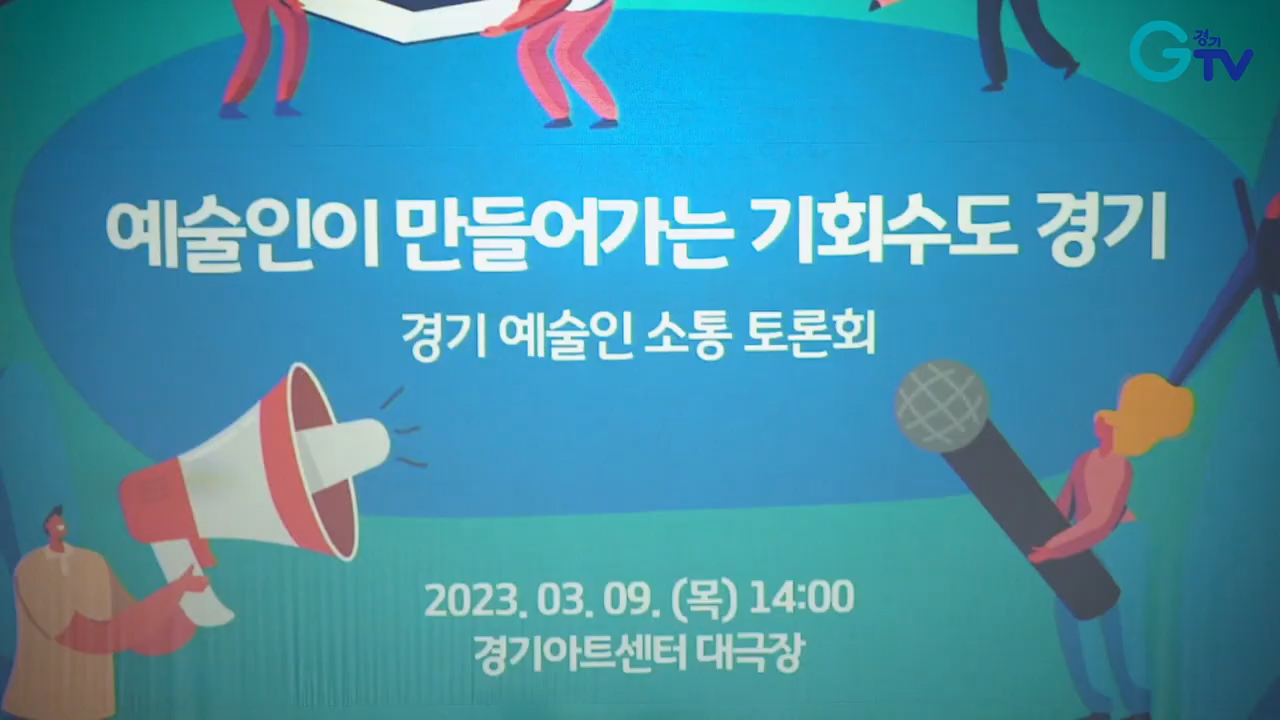 경기
GTV
예술인이 만들어가는 기회수도 경기
경기 예술인 소통 토론회
2023. 03. 09. (목) 14:00
경기아트센터 대극장